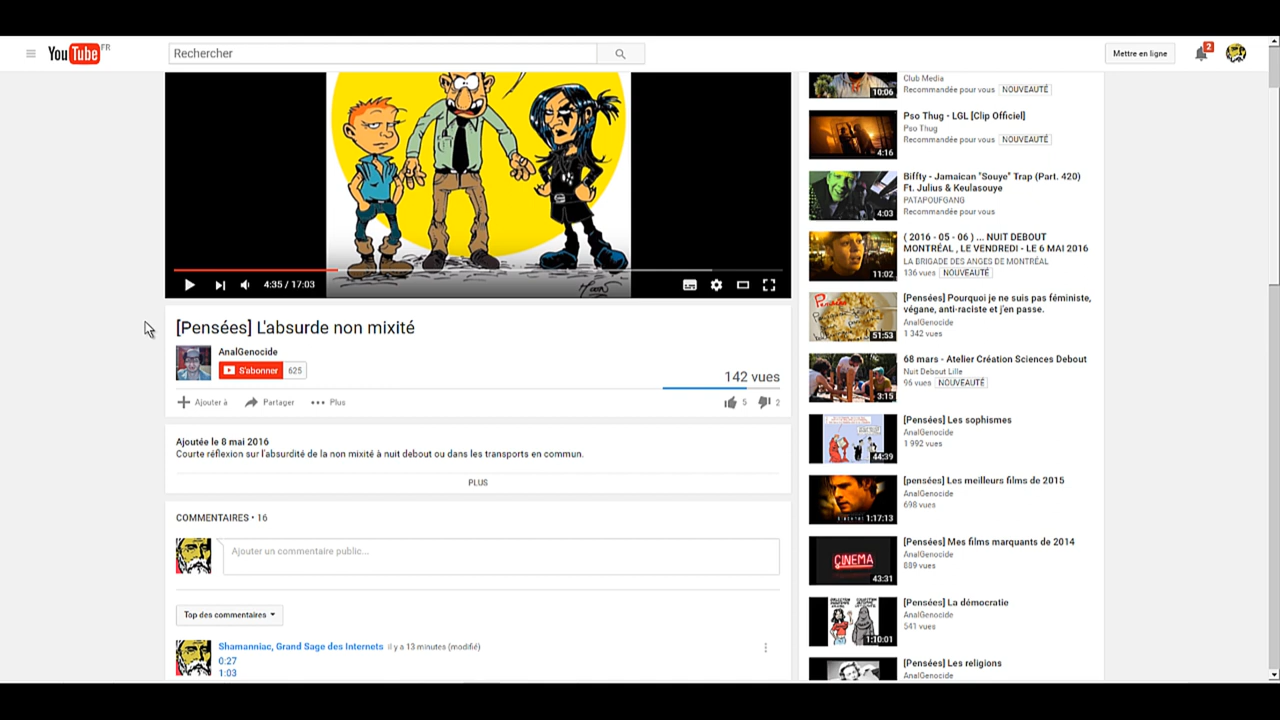 YouTube FR
Rechercher
Mettre en ligne
2
4:35 / 17:03
[Pensées] L'absurde non mixité
AnalGenocide
S'abonner 625
142 vues
Ajouter à Partager Plus
5 2
Ajoutée le 8 mai 2016
Courte réflexion sur l'absurdité de la non mixité à nuit debout ou dans les transports en commun.
PLUS
COMMENTAIRES • 16
Ajouter un commentaire public...
Top des commentaires
Shamanniac, Grand Sage des Internets il y a 13 minutes (modifié)
0:27
1:03
10:06
Club Media
Recommandée pour vous NOUVEAUTÉ
4:16
Pso Thug - LGL [Clip Officiel]
Pso Thug
Recommandée pour vous NOUVEAUTÉ
4:03
Biffty - Jamaican "Souye" Trap (Part. 420)
Ft. Julius & Keulasouye
PATAPOUFGANG
Recommandée pour vous
11:02
( 2016 - 05 - 06 ) ... NUIT DEBOUT
MONTRÉAL , LE VENDREDI - LE 6 MAI 2016
LA BRIGADE DES ANGES DE MONTRÉAL
136 vues NOUVEAUTÉ
51:53
[Pensées] Pourquoi je ne suis pas féministe,
végane, anti-raciste et j'en passe.
AnalGenocide
1 342 vues
3:15
68 mars - Atelier Création Sciences Debout
Nuit Debout Lille
96 vues NOUVEAUTÉ
44:39
[Pensées] Les sophismes
AnalGenocide
1 992 vues
1:17:13
[pensées] Les meilleurs films de 2015
AnalGenocide
698 vues
CINEMA
43:31
[Pensées] Mes films marquants de 2014
AnalGenocide
889 vues
1:10:01
[Pensées] La démocratie
AnalGenocide
541 vues
[Pensées] Les religions
AnalGenocide